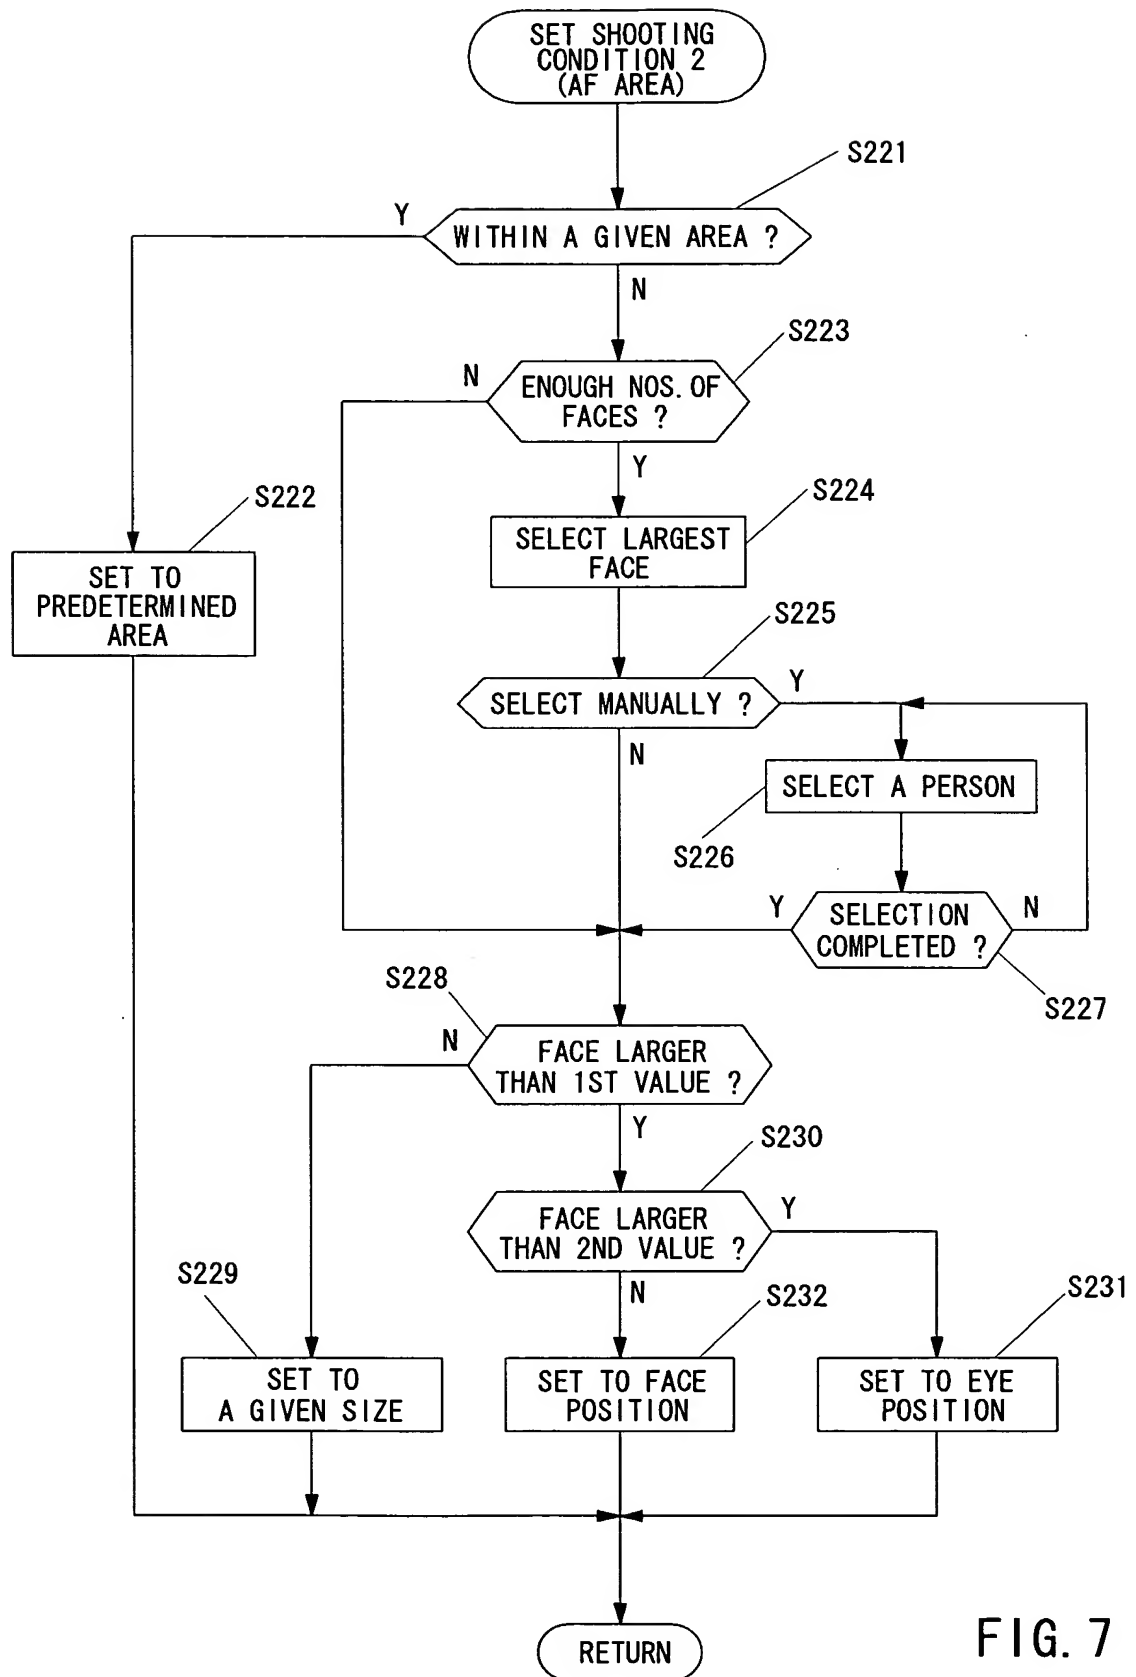 SET SHOOTING
CONDITION 2
(AF AREA)
S221
Y
WITHIN A GIVEN AREA ?
N
S223
N
ENOUGH NOS. OF
FACES ?
Y
S222
S224
SET TO
PREDETERMINED
AREA
SELECT LARGEST
FACE
S225
SELECT MANUALLY ?
Y
N
SELECT A PERSON
S226
Y
SELECTION
COMPLETED ?
N
S227
S228
N
FACE LARGER
THAN 1ST VALUE ?
Y
S230
FACE LARGER
THAN 2ND VALUE ?
Y
N
S229
S232
S231
SET TO
A GIVEN SIZE
SET TO FACE
POSITION
SET TO EYE
POSITION
RETURN
FIG. 7